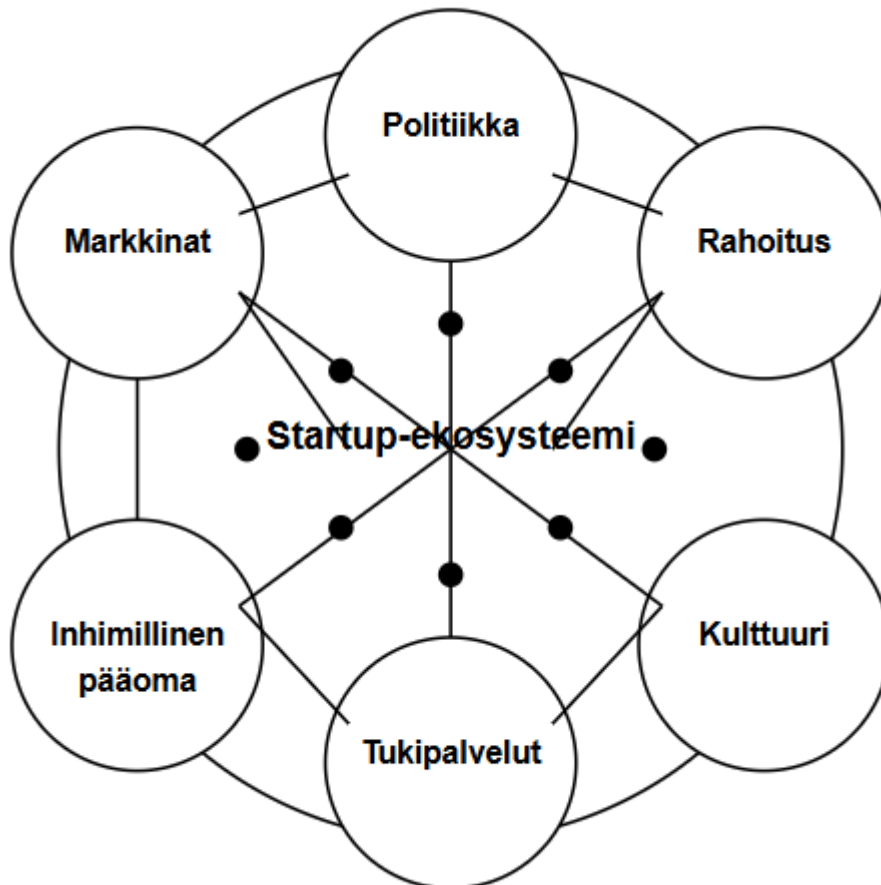 Politiikka
Markkinat
Rahoitus
Startup-ekosysteemi
Inhimillinen
pääoma
Kulttuuri
Tukipalvelut